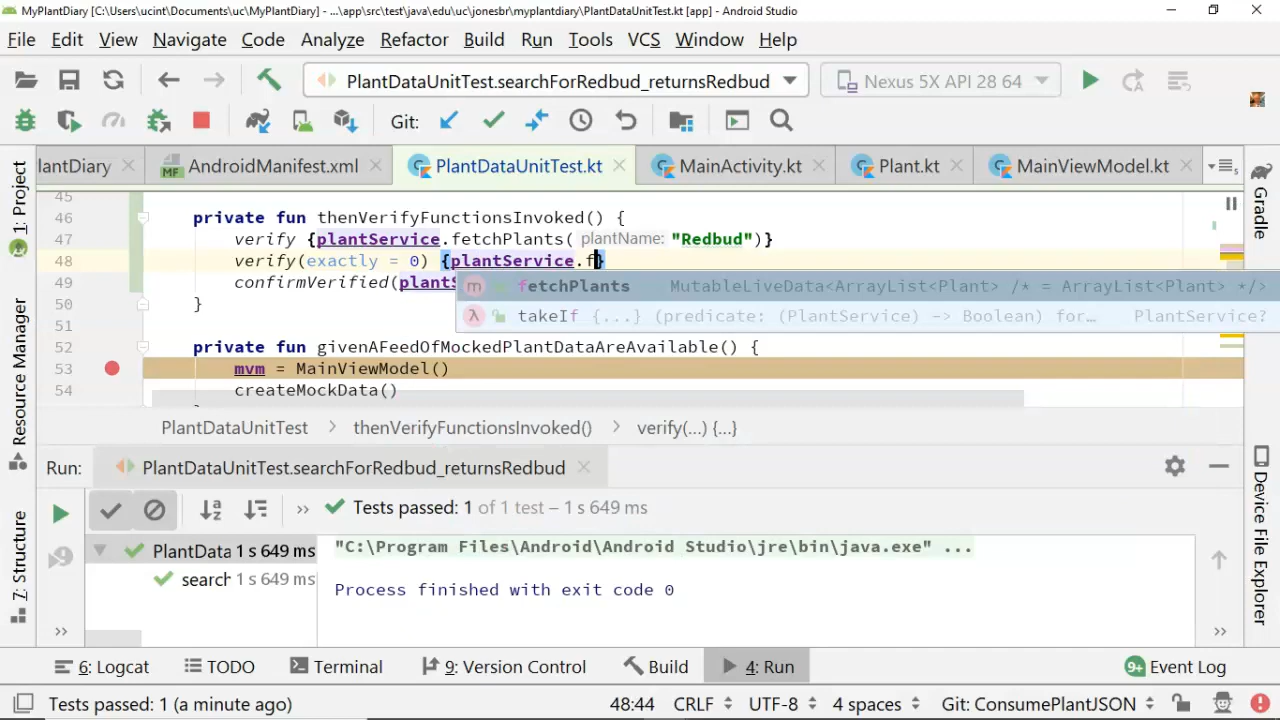 MyPlantDiary [C:\Users\ucint\Documents\uc\MyPlantDiary] - ...\app\src\test\java\edu\uc\jonesbr\myplantdiary\PlantDataUnitTest.kt [app] - Android Studio
File Edit View Navigate Code Analyze Refactor Build Run Tools VCS Window Help
PlantDataUnitTest.searchForRedbud_returnsRedbud Nexus 5X API 28 64
Git:
plantDiary AndroidManifest.xml PlantDataUnitTest.kt MainActivity.kt Plant.kt MainViewModel.kt
45
46 private fun thenVerifyFunctionsInvoked() {
47 verify {plantService.fetchPlants( plantName: "Redbud")}
48 verify(exactly = 0) {plantService.f}
m fetchPlants MutableLiveData<ArrayList<Plant> /* = ArrayList<Plant> */>
49 confirmVerified(plantS
λ takeIf {...} (predicate: (PlantService) -> Boolean) for… PlantService?
50 }
51
52 private fun givenAFeedOfMockedPlantDataAreAvailable() {
53 mvm = MainViewModel()
54 createMockData()
PlantDataUnitTest > thenVerifyFunctionsInvoked() > verify(...) {...}
Run: PlantDataUnitTest.searchForRedbud_returnsRedbud
>> Tests passed: 1 of 1 test – 1 s 649 ms
PlantData 1 s 649 ms
search 1 s 649 ms
"C:\Program Files\Android\Android Studio\jre\bin\java.exe" ...
Process finished with exit code 0
>> >>
6: Logcat TODO Terminal 9: Version Control Build 4: Run 9+ Event Log
Tests passed: 1 (a minute ago) 48:44 CRLF UTF-8 4 spaces Git: ConsumePlantJSON
1: Project
Resource Manager
7: Structure
Gradle
Device File Explorer